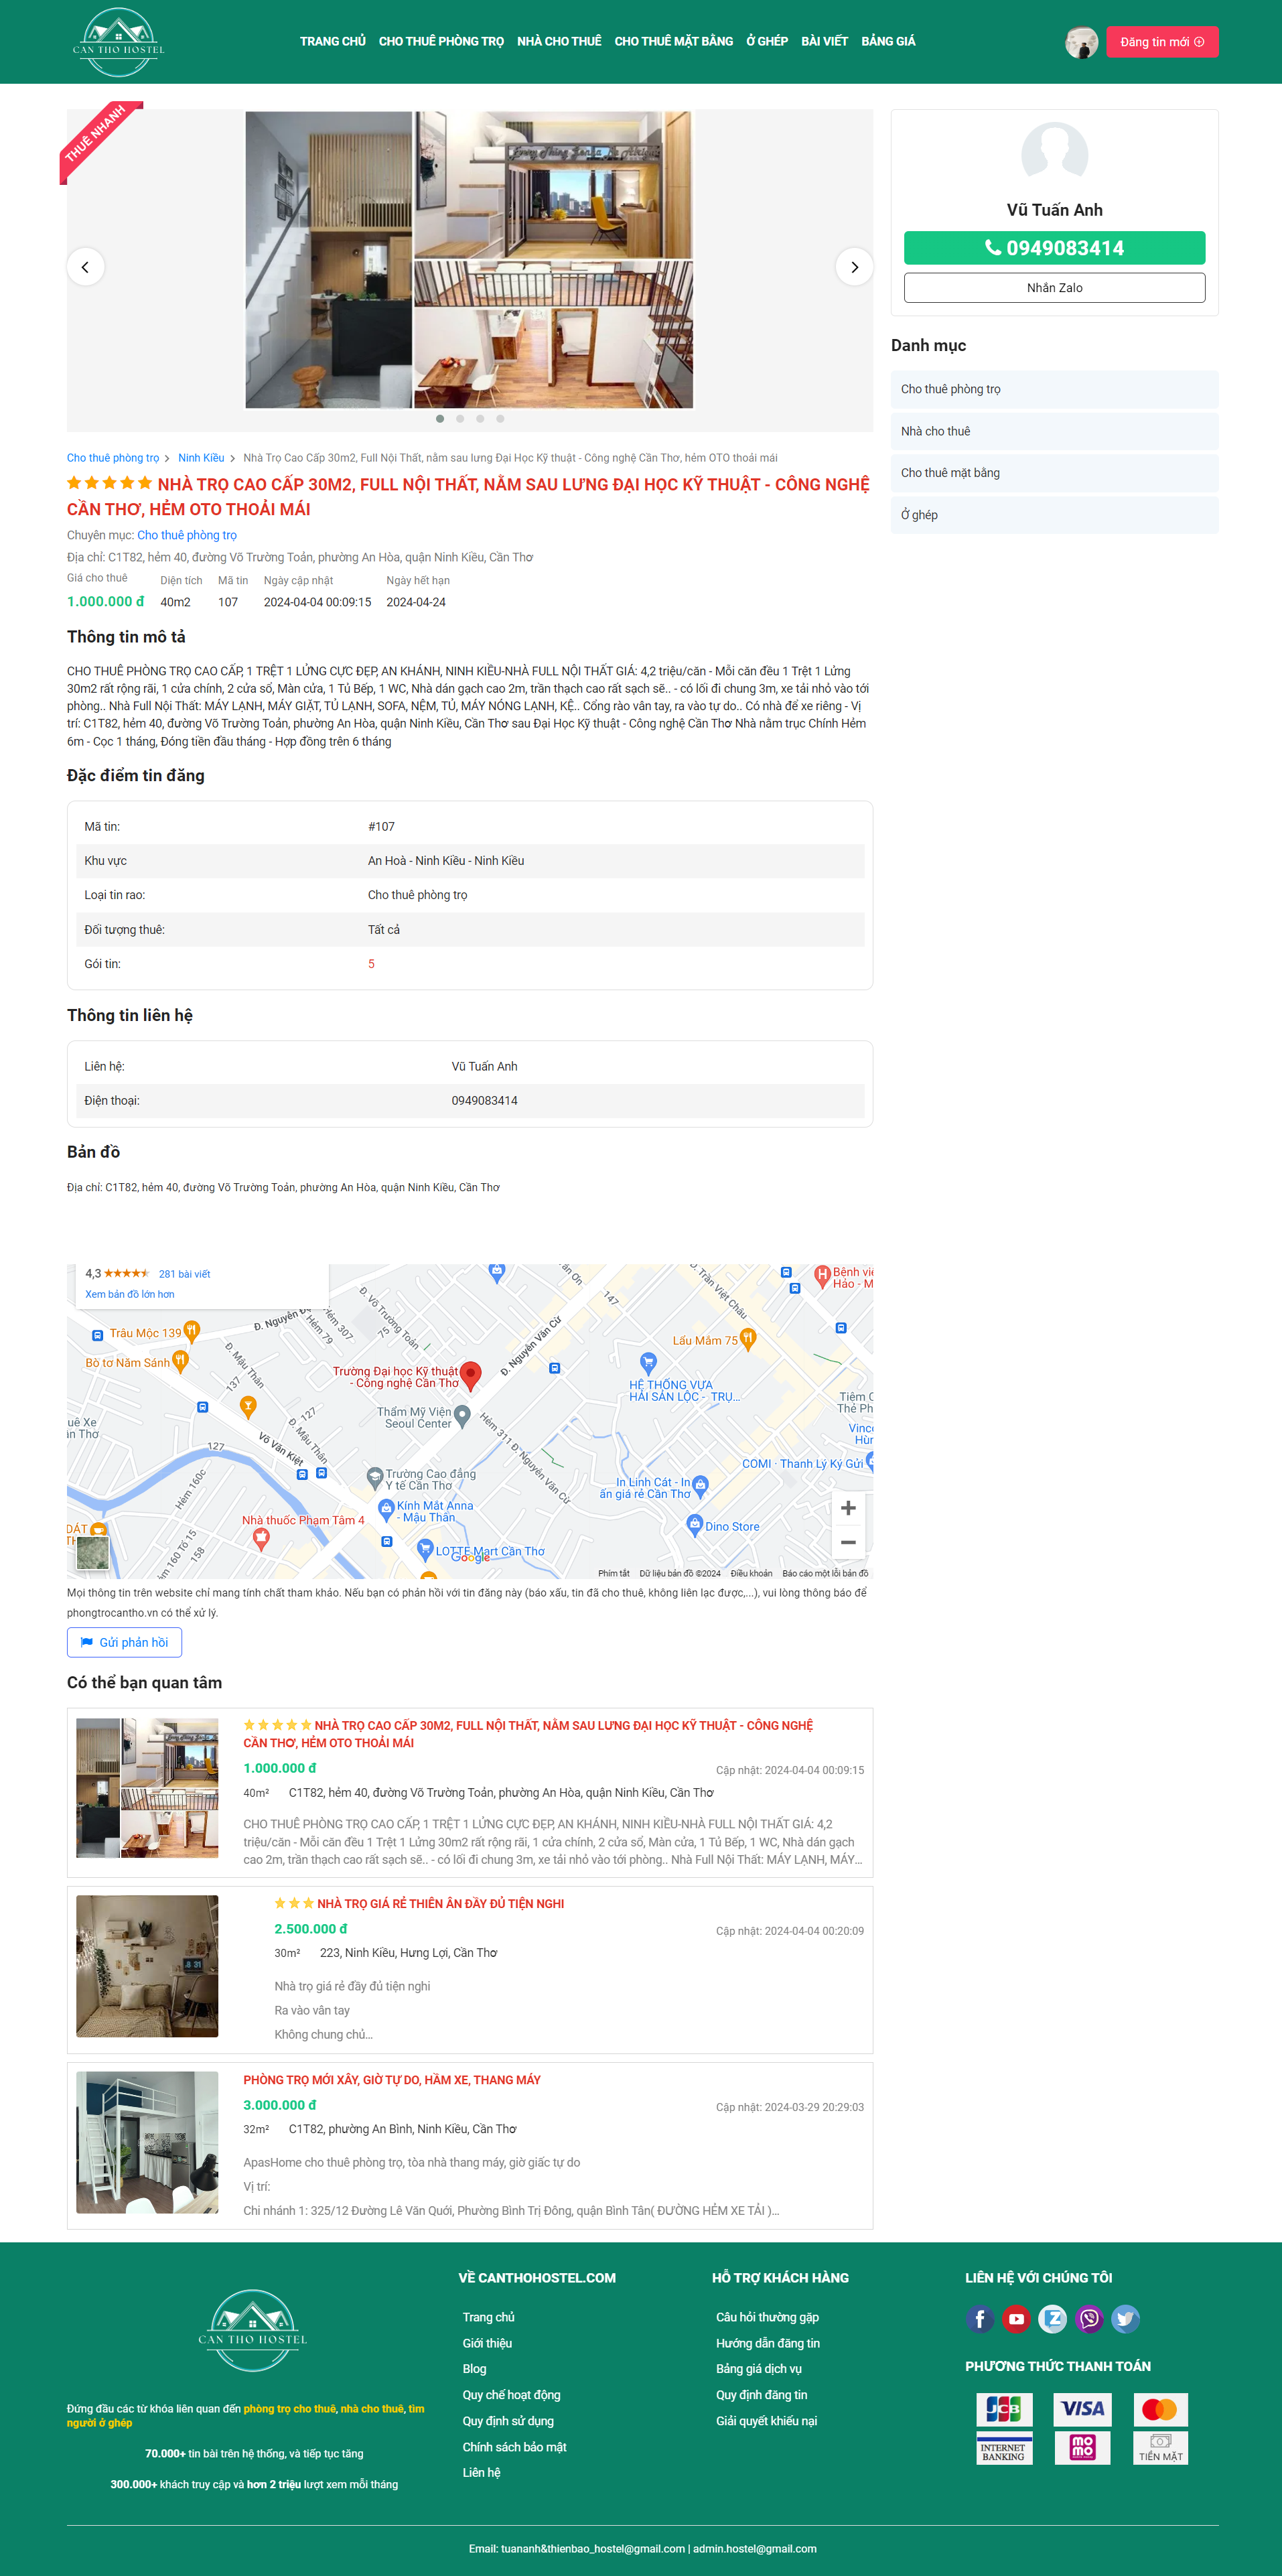 CAN THO HOSTEL
TRANG CHỦ CHO THUÊ PHÒNG TRỌ NHÀ CHO THUÊ CHO THUÊ MẶT BẰNG Ở GHÉP BÀI VIẾT BẢNG GIÁ
Đăng tin mới
THUÊ NHANH
Vũ Tuấn Anh
0949083414
Nhắn Zalo
Danh mục
Cho thuê phòng trọ
Nhà cho thuê
Cho thuê mặt bằng
Ở ghép
Cho thuê phòng trọ > Ninh Kiều > Nhà Trọ Cao Cấp 30m2, Full Nội Thất, nằm sau lưng Đại Học Kỹ thuật - Công nghệ Cần Thơ, hẻm OTO thoải mái
NHÀ TRỌ CAO CẤP 30M2, FULL NỘI THẤT, NẰM SAU LƯNG ĐẠI HỌC KỸ THUẬT - CÔNG NGHỆ
CẦN THƠ, HẺM OTO THOẢI MÁI
Chuyên mục: Cho thuê phòng trọ
Địa chỉ: C1T82, hẻm 40, đường Võ Trường Toản, phường An Hòa, quận Ninh Kiều, Cần Thơ
Giá cho thuê Diện tích Mã tin Ngày cập nhật Ngày hết hạn
1.000.000 đ 40m2 107 2024-04-04 00:09:15 2024-04-24
Thông tin mô tả
CHO THUÊ PHÒNG TRỌ CAO CẤP, 1 TRỆT 1 LỬNG CỰC ĐẸP, AN KHÁNH, NINH KIỀU-NHÀ FULL NỘI THẤT GIÁ: 4,2 triệu/căn - Mỗi căn đều 1 Trệt 1 Lửng
30m2 rất rộng rãi, 1 cửa chính, 2 cửa sổ, Màn cửa, 1 Tủ Bếp, 1 WC, Nhà dán gạch cao 2m, trần thạch cao rất sạch sẽ.. - có lối đi chung 3m, xe tải nhỏ vào tới
phòng.. Nhà Full Nội Thất: MÁY LẠNH, MÁY GIẶT, TỦ LẠNH, SOFA, NỆM, TỦ, MÁY NÓNG LẠNH, KỆ.. Cổng rào vân tay, ra vào tự do.. Có nhà để xe riêng - Vị
trí: C1T82, hẻm 40, đường Võ Trường Toản, phường An Hòa, quận Ninh Kiều, Cần Thơ sau Đại Học Kỹ thuật - Công nghệ Cần Thơ Nhà nằm trục Chính Hẻm
6m - Cọc 1 tháng, Đóng tiền đầu tháng - Hợp đồng trên 6 tháng
Đặc điểm tin đăng
Mã tin: #107
Khu vực An Hoà - Ninh Kiều - Ninh Kiều
Loại tin rao: Cho thuê phòng trọ
Đối tượng thuê: Tất cả
Gói tin: 5
Thông tin liên hệ
Liên hệ: Vũ Tuấn Anh
Điện thoại: 0949083414
Bản đồ
Địa chỉ: C1T82, hẻm 40, đường Võ Trường Toản, phường An Hòa, quận Ninh Kiều, Cần Thơ
4,3 281 bài viết
Xem bản đồ lớn hơn
Trâu Mộc 139
Bò tơ Năm Sánh
Đ. Mậu Thân
137
Hẻm 79
Hẻm 307
Đ. Võ Trường Toản
75
147
Đ. Trần Việt Châu
Đ. Nguyễn Văn Cừ
Lẩu Mắm 75
Trường Đại học Kỹ thuật
- Công nghệ Cần Thơ
HỆ THỐNG VỰA
HẢI SẢN LỘC - TRỤ...
Thẩm Mỹ Viện
Seoul Center
127
Đ. Mậu Thân
Võ Văn Kiệt
127
Hẻm 311 Đ. Nguyễn Văn Cừ
COMI · Thanh Lý Ký Gửi
Trường Cao đẳng
Y tế Cần Thơ
In Linh Cát - In
ấn giá rẻ Cần Thơ
Hẻm 160c
Kính Mắt Anna
- Mậu Thân
Nhà thuốc Phạm Tâm 4
Dino Store
158
LOTTE Mart Cần Thơ
Google
Phím tắt Dữ liệu bản đồ ©2024 Điều khoản Báo cáo một lỗi bản đồ
Mọi thông tin trên website chỉ mang tính chất tham khảo. Nếu bạn có phản hồi với tin đăng này (báo xấu, tin đã cho thuê, không liên lạc được,...), vui lòng thông báo để
phongtrocantho.vn có thể xử lý.
Gửi phản hồi
Có thể bạn quan tâm
NHÀ TRỌ CAO CẤP 30M2, FULL NỘI THẤT, NẰM SAU LƯNG ĐẠI HỌC KỸ THUẬT - CÔNG NGHỆ
CẦN THƠ, HẺM OTO THOẢI MÁI
1.000.000 đ Cập nhật: 2024-04-04 00:09:15
40m² C1T82, hẻm 40, đường Võ Trường Toản, phường An Hòa, quận Ninh Kiều, Cần Thơ
CHO THUÊ PHÒNG TRỌ CAO CẤP, 1 TRỆT 1 LỬNG CỰC ĐẸP, AN KHÁNH, NINH KIỀU-NHÀ FULL NỘI THẤT GIÁ: 4,2
triệu/căn - Mỗi căn đều 1 Trệt 1 Lửng 30m2 rất rộng rãi, 1 cửa chính, 2 cửa sổ, Màn cửa, 1 Tủ Bếp, 1 WC, Nhà dán gạch
cao 2m, trần thạch cao rất sạch sẽ.. - có lối đi chung 3m, xe tải nhỏ vào tới phòng.. Nhà Full Nội Thất: MÁY LẠNH, MÁY...
NHÀ TRỌ GIÁ RẺ THIÊN ÂN ĐẦY ĐỦ TIỆN NGHI
2.500.000 đ Cập nhật: 2024-04-04 00:20:09
30m² 223, Ninh Kiều, Hưng Lợi, Cần Thơ
Nhà trọ giá rẻ đầy đủ tiện nghi
Ra vào vân tay
Không chung chủ...
PHÒNG TRỌ MỚI XÂY, GIỜ TỰ DO, HẦM XE, THANG MÁY
3.000.000 đ Cập nhật: 2024-03-29 20:29:03
32m² C1T82, phường An Bình, Ninh Kiều, Cần Thơ
ApasHome cho thuê phòng trọ, tòa nhà thang máy, giờ giấc tự do
Vị trí:
Chi nhánh 1: 325/12 Đường Lê Văn Quới, Phường Bình Trị Đông, quận Bình Tân( ĐƯỜNG HẺM XE TẢI )...
CAN THO HOSTEL
Đứng đầu các từ khóa liên quan đến phòng trọ cho thuê, nhà cho thuê, tìm
người ở ghép
70.000+ tin bài trên hệ thống, và tiếp tục tăng
300.000+ khách truy cập và hơn 2 triệu lượt xem mỗi tháng
VỀ CANTHOHOSTEL.COM
Trang chủ
Giới thiệu
Blog
Quy chế hoạt động
Quy định sử dụng
Chính sách bảo mật
Liên hệ
HỖ TRỢ KHÁCH HÀNG
Câu hỏi thường gặp
Hướng dẫn đăng tin
Bảng giá dịch vụ
Quy định đăng tin
Giải quyết khiếu nại
LIÊN HỆ VỚI CHÚNG TÔI
PHƯƠNG THỨC THANH TOÁN
JCB VISA MasterCard
INTERNET BANKING MOMO TIỀN MẶT
Email: tuananh&thienbao_hostel@gmail.com | admin.hostel@gmail.com